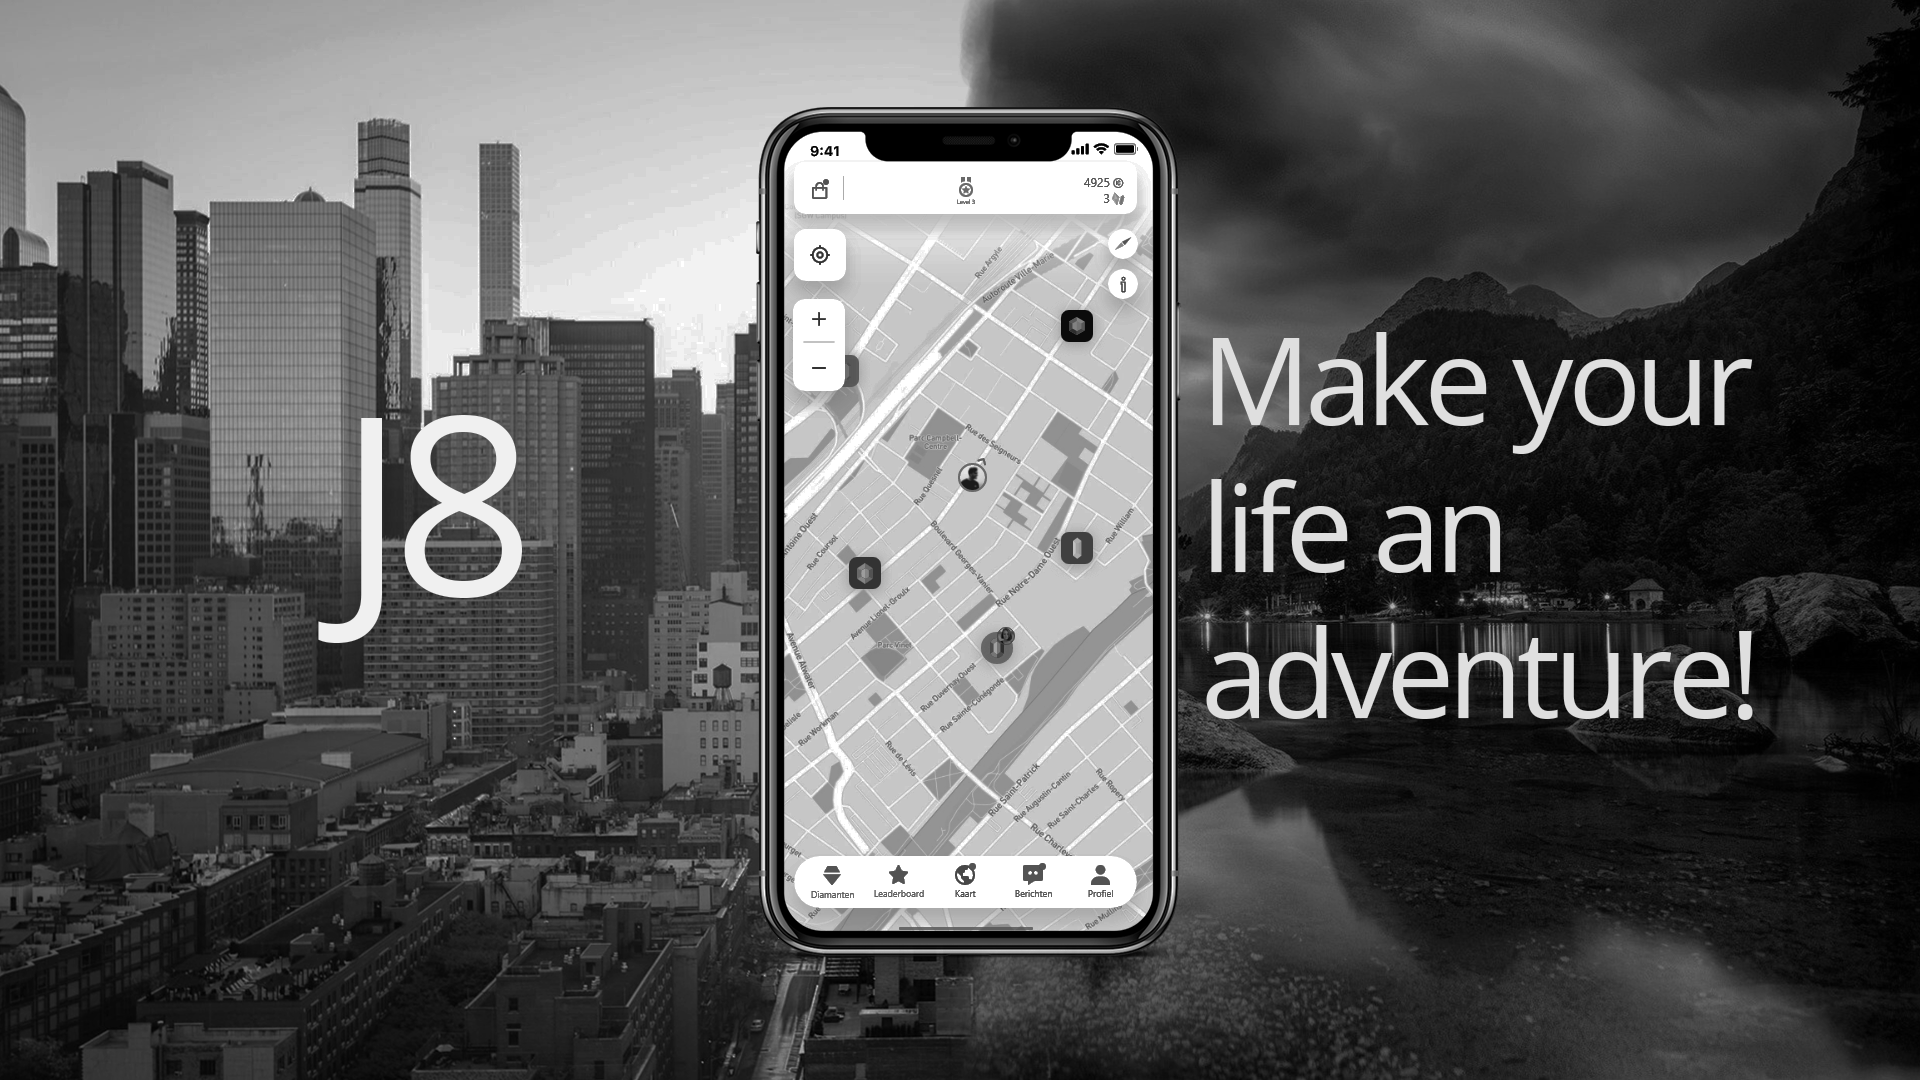 J8
Make your
life an
adventure!
9:41
Level 3
4925
3
Rue Argyle
Autoroute Ville-Marie
Parc Campbell-
Centre
Rue des Seigneurs
Rue Quesnel
Rue William
Rue Coursol
Boulevard Georges-Vanier
Rue Notre-Dame Ouest
Avenue Lionel-Groulx
Parc Vinet
Avenue Atwater
Rue Duvernay Ouest
Rue Sainte-Cunégonde
Rue Workman
Rue de Lévis
Rue Saint-Patrick
Rue Augustin-Cantin
Rue Saint-Charles
Rue Ropery
Diamanten
Leaderboard
Kaart
Berichten
Profiel